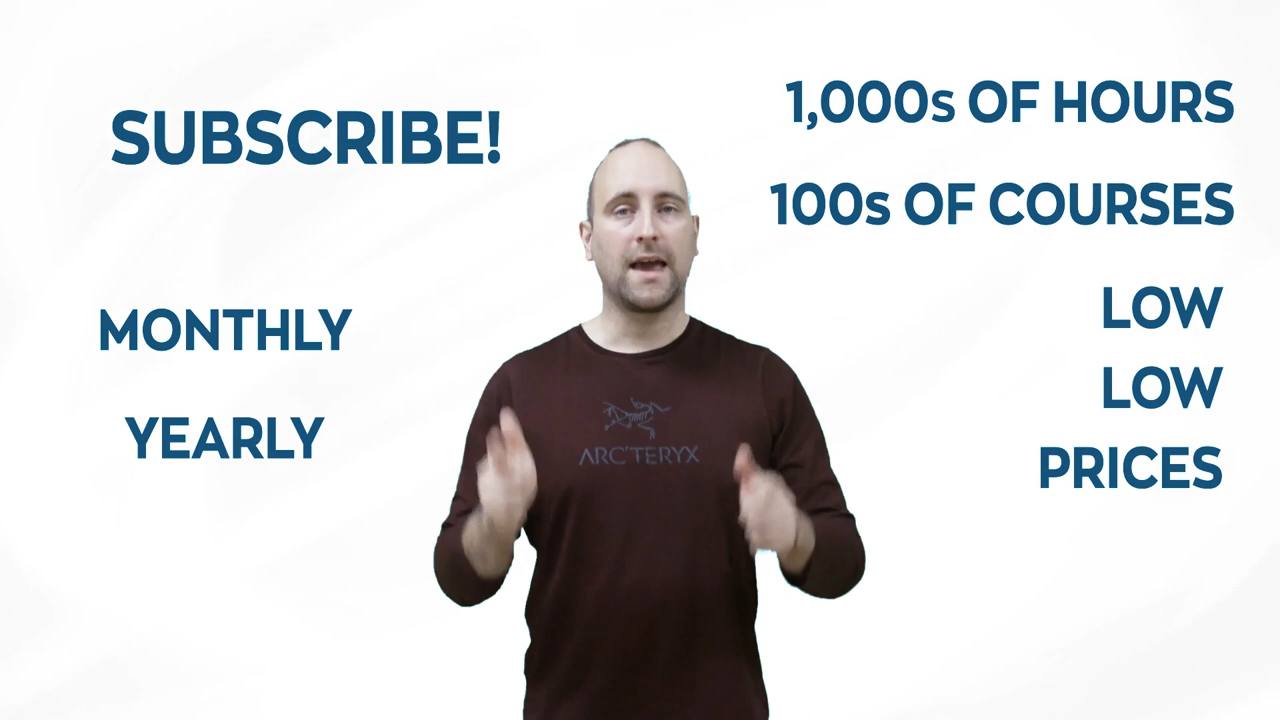 SUBSCRIBE!
MONTHLY
YEARLY
ARC'TERYX
1,000s OF HOURS
100s OF COURSES
LOW
LOW
PRICES